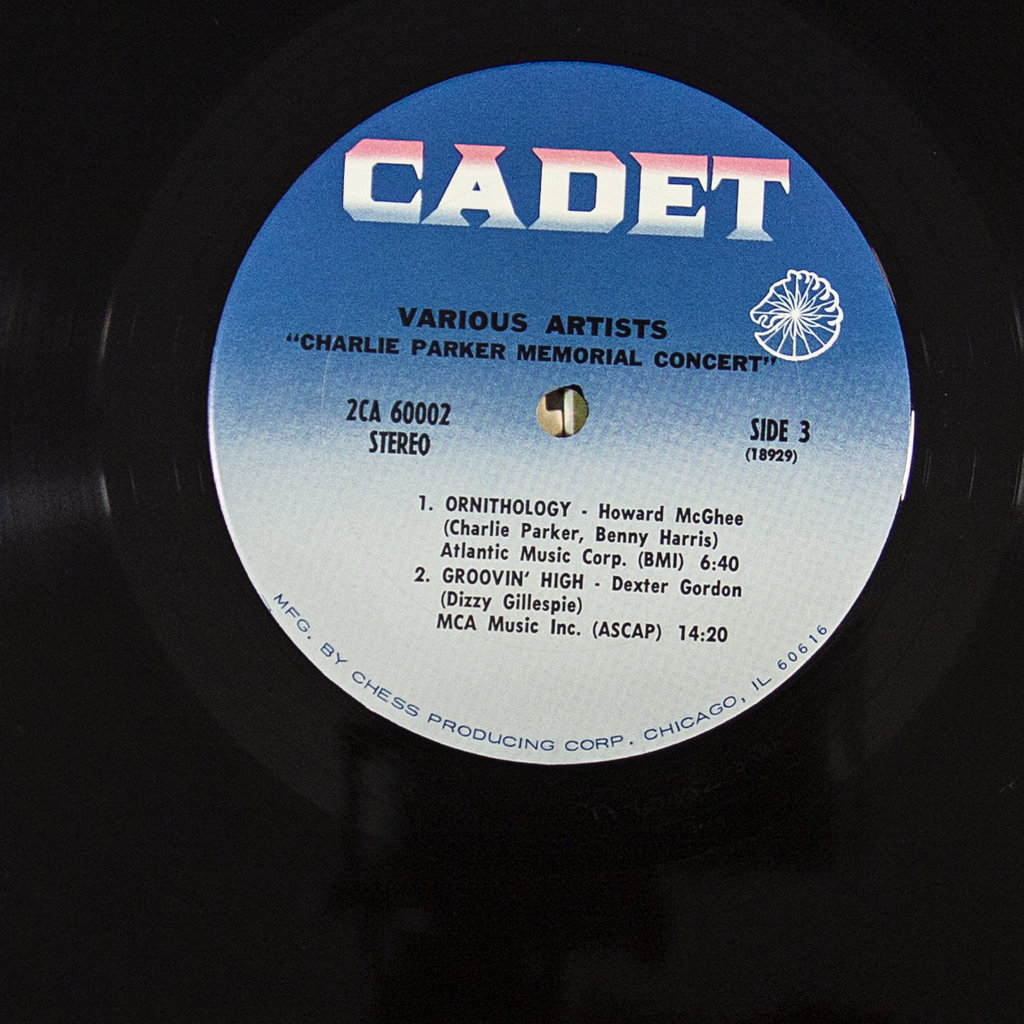 CADET
VARIOUS ARTISTS
“CHARLIE PARKER MEMORIAL CONCERT”
2CA 60002
STEREO
SIDE 3
(18929)
1. ORNITHOLOGY - Howard McGhee
(Charlie Parker, Benny Harris)
Atlantic Music Corp. (BMI) 6:40
2. GROOVIN' HIGH - Dexter Gordon
(Dizzy Gillespie)
MCA Music Inc. (ASCAP) 14:20
MFG. BY CHESS PRODUCING CORP. CHICAGO, IL 60616